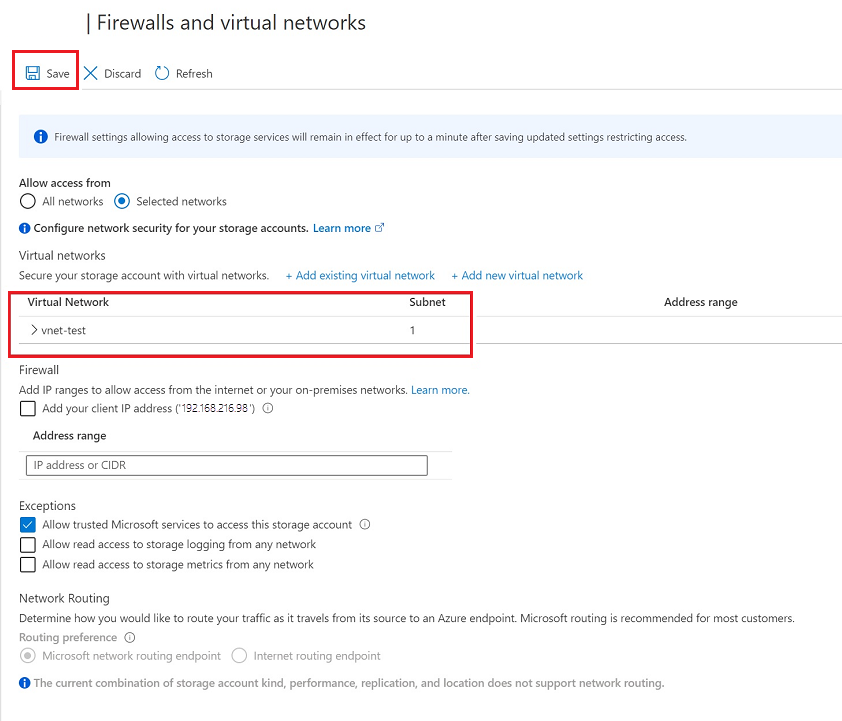 | Firewalls and virtual networks
Save Discard Refresh
Firewall settings allowing access to storage services will remain in effect for up to a minute after saving updated settings restricting access.
Allow access from
All networks Selected networks
Configure network security for your storage accounts. Learn more
Virtual networks
Secure your storage account with virtual networks. + Add existing virtual network + Add new virtual network
Virtual Network Subnet Address range
vnet-test 1
Firewall
Add IP ranges to allow access from the internet or your on-premises networks. Learn more.
Add your client IP address ('192.168.216.98')
Address range
IP address or CIDR
Exceptions
Allow trusted Microsoft services to access this storage account
Allow read access to storage logging from any network
Allow read access to storage metrics from any network
Network Routing
Determine how you would like to route your traffic as it travels from its source to an Azure endpoint. Microsoft routing is recommended for most customers.
Routing preference
Microsoft network routing endpoint Internet routing endpoint
The current combination of storage account kind, performance, replication, and location does not support network routing.